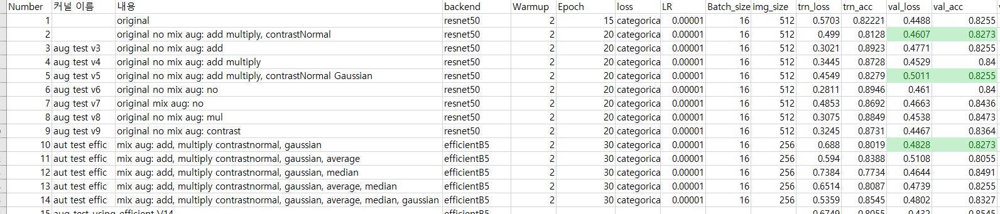 Number 커널 이름 내용 backend Warmup Epoch loss LR Batch_size img_size trn_loss trn_acc val_loss val_acc
1 original resnet50 2 15 categorica 0.00001 16 512 0.5703 0.82221 0.4488 0.8255
2 original no mix aug: add multiply, contrastNormal resnet50 2 20 categorica 0.00001 16 512 0.499 0.8128 0.4607 0.8273
3 aug test v3 original no mix aug: add resnet50 2 20 categorica 0.00001 16 512 0.3021 0.8923 0.4771 0.8255
4 aug test v4 original no mix aug: add multiply resnet50 2 20 categorica 0.00001 16 512 0.3445 0.8728 0.4529 0.84
5 aug test v5 original no mix aug: add multiply, contrastNormal Gaussian resnet50 2 20 categorica 0.00001 16 512 0.4549 0.8279 0.5011 0.8255
6 aug test v6 original no mix aug: no resnet50 2 20 categorica 0.00001 16 512 0.2811 0.8946 0.461 0.84
7 aug test v7 original mix aug: no resnet50 2 20 categorica 0.00001 16 512 0.4853 0.8692 0.4663 0.8436
8 aug test v8 original no mix aug: mul resnet50 2 20 categorica 0.00001 16 512 0.3075 0.8849 0.4538 0.8473
9 aug test v9 original no mix aug: contrast resnet50 2 20 categorica 0.00001 16 512 0.3245 0.8731 0.4467 0.8364
10 aut test effic mix aug: add, multiply contrastnormal, gaussian efficientB5 2 30 categorica 0.00001 16 256 0.688 0.8019 0.4828 0.8273
11 aut test effic mix aug: add, multiply contrastnormal, gaussian, average efficientB5 2 30 categorica 0.00001 16 256 0.594 0.8388 0.5108 0.8055
12 aut test effic mix aug: add, multiply contrastnormal, gaussian, median efficientB5 2 30 categorica 0.00001 16 256 0.7384 0.7734 0.4644 0.8491
13 aut test effic mix aug: add, multiply contrastnormal, gaussian, average, median efficientB5 2 30 categorica 0.00001 16 256 0.6514 0.8087 0.4739 0.8255
14 aut test effic mix aug: add, multiply contrastnormal, gaussian, average, median, gaussian efficientB5 2 30 categorica 0.00001 16 256 0.5359 0.8545 0.4802 0.8327
15 aug test using efficient V14 efficientB5 0.6749 0.8055 0.432 0.8545